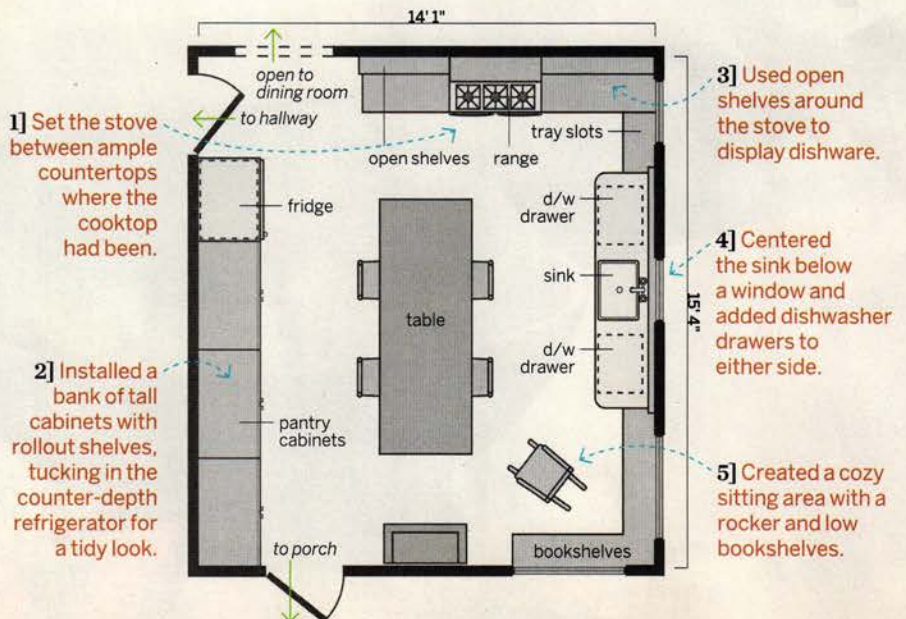 14' 1"
open to
dining room
to hallway
1] Set the stove
between ample
countertops
where the
cooktop
had been.
open shelves
range
tray slots
3] Used open
shelves around
the stove to
display dishware.
fridge
d/w
drawer
sink
4] Centered
the sink below
a window and
added dishwasher
drawers to
either side.
15' 4"
table
d/w
drawer
2] Installed a
bank of tall
cabinets with
rollout shelves,
tucking in the
counter-depth
refrigerator for
a tidy look.
pantry
cabinets
5] Created a cozy
sitting area with a
rocker and low
bookshelves.
to porch
bookshelves